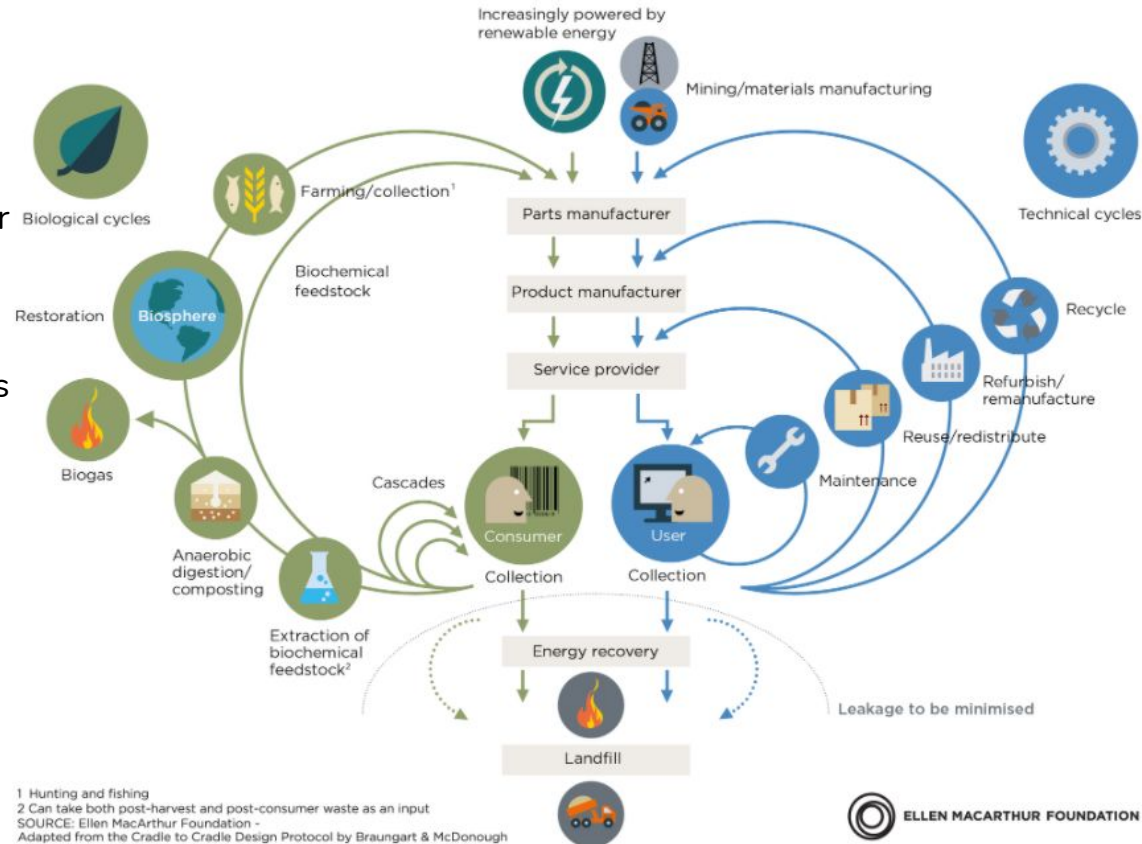 Increasingly powered by
renewable energy
Mining/materials manufacturing
Biological cycles
r
Farming/collection¹
Parts manufacturer
Technical cycles
Biochemical
feedstock
Product manufacturer
Restoration
Biosphere
Recycle
s
Service provider
Refurbish/
remanufacture
Biogas
Reuse/redistribute
Cascades
Maintenance
Consumer
User
Anaerobic
digestion/
composting
Collection
Collection
Extraction of
biochemical
feedstock²
Energy recovery
Leakage to be minimised
Landfill
1 Hunting and fishing
2 Can take both post-harvest and post-consumer waste as an input
SOURCE: Ellen MacArthur Foundation -
Adapted from the Cradle to Cradle Design Protocol by Braungart & McDonough
ELLEN MACARTHUR FOUNDATION